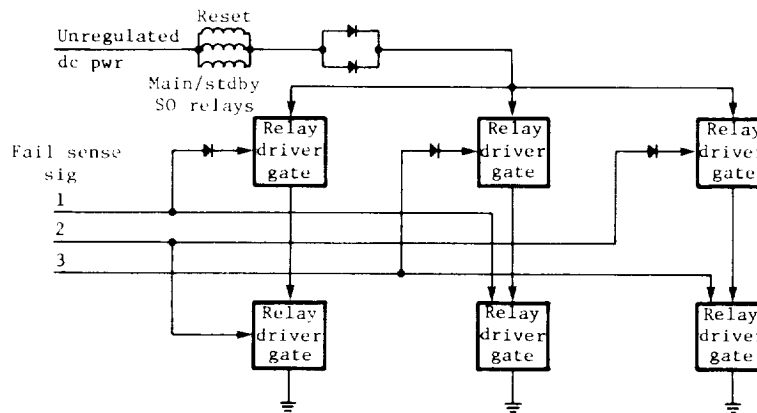 Reset
Unregulated
dc pwr
Main/stdby
SO relays
Relay
driver
gate
Relay
driver
gate
Relay
driver
gate
Fail sense
sig
1
2
3
Relay
driver
gate
Relay
driver
gate
Relay
driver
gate